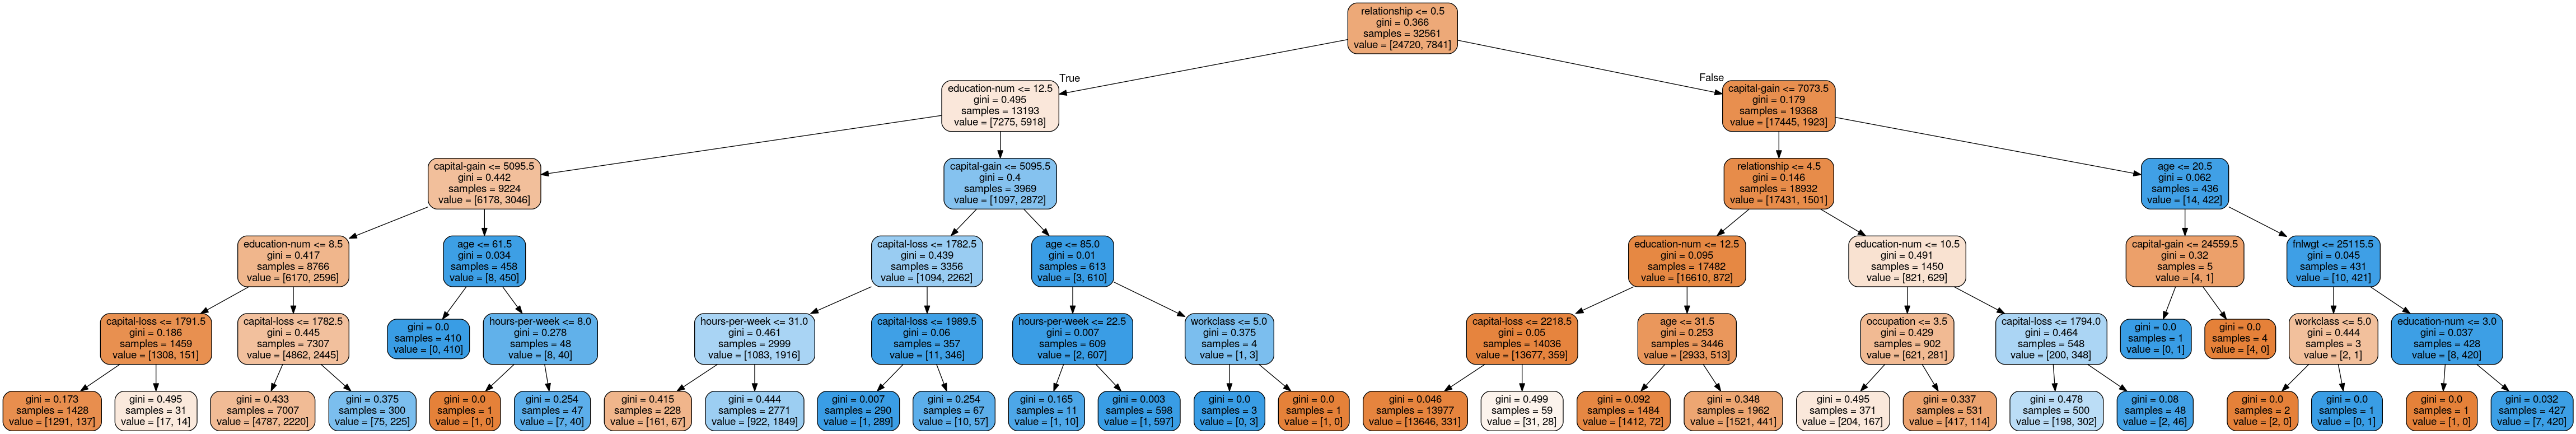 relationship <= 0.5
gini = 0.366
samples = 32561
value = [24720, 7841]
True
False
education-num <= 12.5
gini = 0.495
samples = 13193
value = [7275, 5918]
capital-gain <= 7073.5
gini = 0.179
samples = 19368
value = [17445, 1923]
capital-gain <= 5095.5
gini = 0.442
samples = 9224
value = [6178, 3046]
capital-gain <= 5095.5
gini = 0.4
samples = 3969
value = [1097, 2872]
relationship <= 4.5
gini = 0.146
samples = 18932
value = [17431, 1501]
age <= 20.5
gini = 0.062
samples = 436
value = [14, 422]
education-num <= 8.5
gini = 0.417
samples = 8766
value = [6170, 2596]
age <= 61.5
gini = 0.034
samples = 458
value = [8, 450]
capital-loss <= 1782.5
gini = 0.439
samples = 3356
value = [1094, 2262]
age <= 85.0
gini = 0.01
samples = 613
value = [3, 610]
education-num <= 12.5
gini = 0.095
samples = 17482
value = [16610, 872]
education-num <= 10.5
gini = 0.491
samples = 1450
value = [821, 629]
capital-gain <= 24559.5
gini = 0.32
samples = 5
value = [4, 1]
fnlwgt <= 25115.5
gini = 0.045
samples = 431
value = [10, 421]
capital-loss <= 1791.5
gini = 0.186
samples = 1459
value = [1308, 151]
capital-loss <= 1782.5
gini = 0.445
samples = 7307
value = [4862, 2445]
gini = 0.0
samples = 410
value = [0, 410]
hours-per-week <= 8.0
gini = 0.278
samples = 48
value = [8, 40]
hours-per-week <= 31.0
gini = 0.461
samples = 2999
value = [1083, 1916]
capital-loss <= 1989.5
gini = 0.06
samples = 357
value = [11, 346]
hours-per-week <= 22.5
gini = 0.007
samples = 609
value = [2, 607]
workclass <= 5.0
gini = 0.375
samples = 4
value = [1, 3]
capital-loss <= 2218.5
gini = 0.05
samples = 14036
value = [13677, 359]
age <= 31.5
gini = 0.253
samples = 3446
value = [2933, 513]
occupation <= 3.5
gini = 0.429
samples = 902
value = [621, 281]
capital-loss <= 1794.0
gini = 0.464
samples = 548
value = [200, 348]
gini = 0.0
samples = 1
value = [0, 1]
gini = 0.0
samples = 4
value = [4, 0]
workclass <= 5.0
gini = 0.444
samples = 3
value = [2, 1]
education-num <= 3.0
gini = 0.037
samples = 428
value = [8, 420]
gini = 0.173
samples = 1428
value = [1291, 137]
gini = 0.495
samples = 31
value = [17, 14]
gini = 0.433
samples = 7007
value = [4787, 2220]
gini = 0.375
samples = 300
value = [75, 225]
gini = 0.0
samples = 1
value = [1, 0]
gini = 0.254
samples = 47
value = [7, 40]
gini = 0.415
samples = 228
value = [161, 67]
gini = 0.444
samples = 2771
value = [922, 1849]
gini = 0.007
samples = 290
value = [1, 289]
gini = 0.254
samples = 67
value = [10, 57]
gini = 0.165
samples = 11
value = [1, 10]
gini = 0.003
samples = 598
value = [1, 597]
gini = 0.0
samples = 3
value = [0, 3]
gini = 0.0
samples = 1
value = [1, 0]
gini = 0.046
samples = 13977
value = [13646, 331]
gini = 0.499
samples = 59
value = [31, 28]
gini = 0.092
samples = 1484
value = [1412, 72]
gini = 0.348
samples = 1962
value = [1521, 441]
gini = 0.495
samples = 371
value = [204, 167]
gini = 0.337
samples = 531
value = [417, 114]
gini = 0.478
samples = 500
value = [198, 302]
gini = 0.08
samples = 48
value = [2, 46]
gini = 0.0
samples = 2
value = [2, 0]
gini = 0.0
samples = 1
value = [0, 1]
gini = 0.0
samples = 1
value = [1, 0]
gini = 0.032
samples = 427
value = [7, 420]